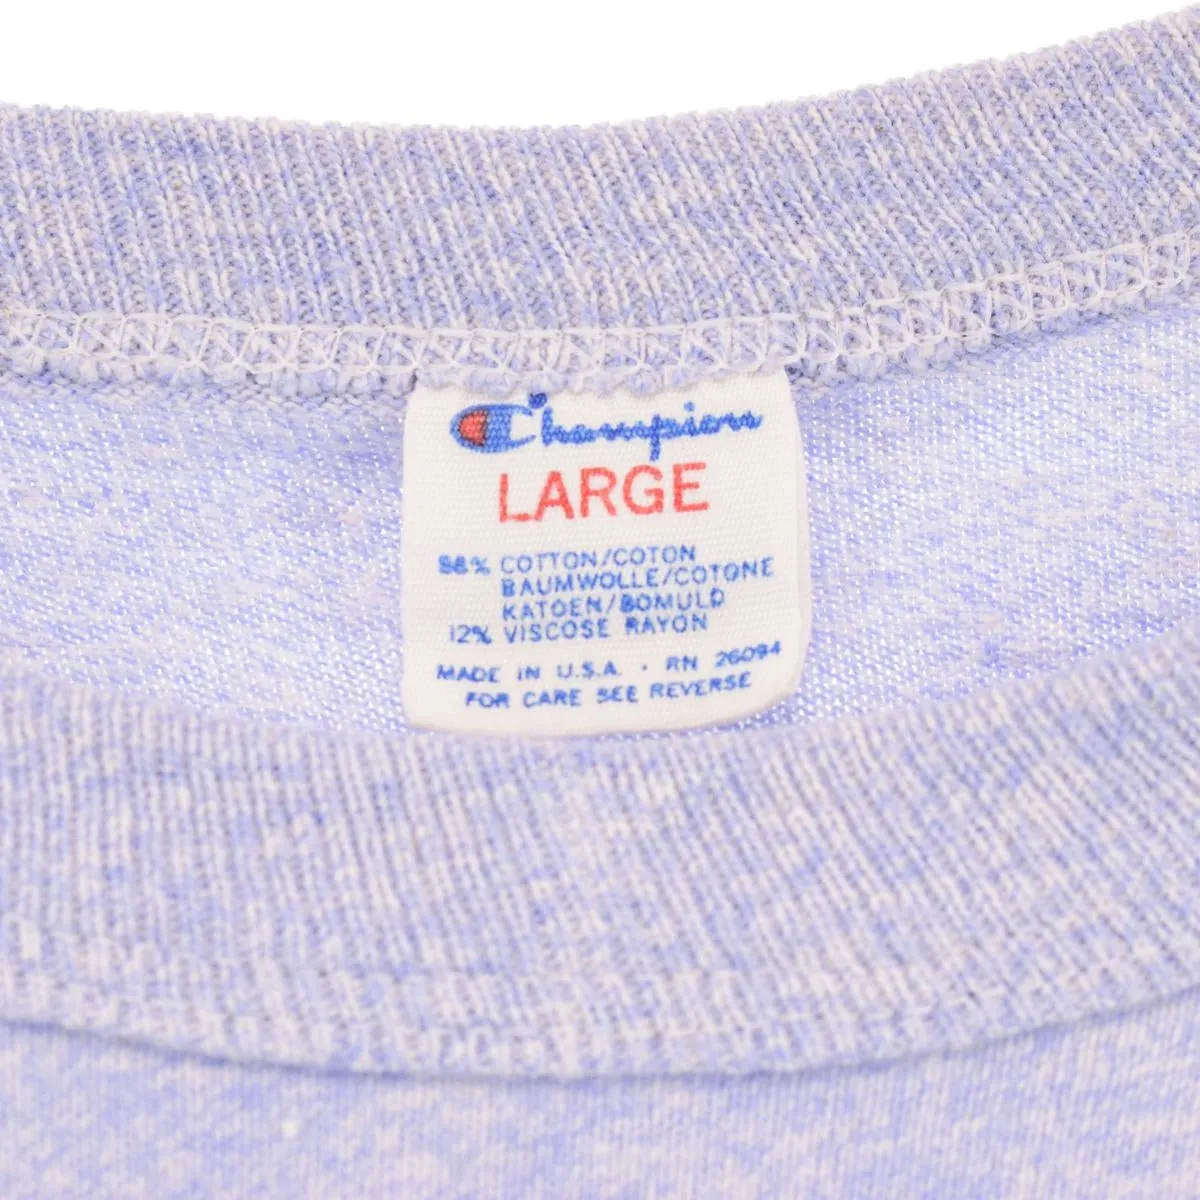 Champion
LARGE
88% COTTON/COTON
BAUMWOLLE/COTONE
KATOEN/BOMULD
12% VISCOSE RAYON
MADE IN U.S.A. · RN 26094
FOR CARE SEE REVERSE